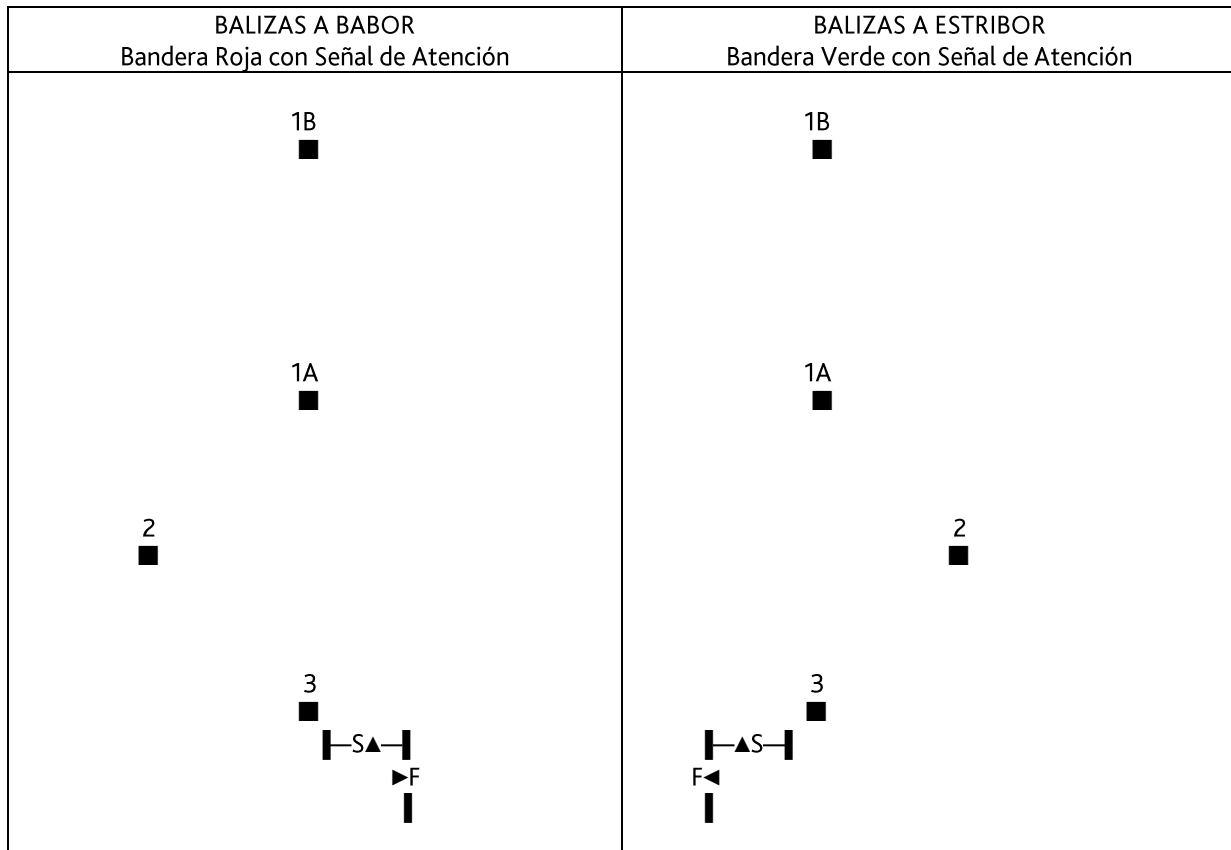 BALIZAS A BABOR
Bandera Roja con Señal de Atención
1B
1A
2
3
S▲
►F
BALIZAS A ESTRIBOR
Bandera Verde con Señal de Atención
1B
1A
2
3
▲S
F◄